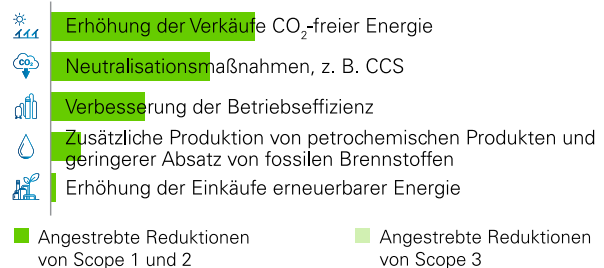 Erhöhung der Verkäufe CO₂-freier Energie
CO₂
Neutralisationsmaßnahmen, z. B. CCS
Verbesserung der Betriebseffizienz
Zusätzliche Produktion von petrochemischen Produkten und
geringerer Absatz von fossilen Brennstoffen
Erhöhung der Einkäufe erneuerbarer Energie
Angestrebte Reduktionen
von Scope 1 und 2
Angestrebte Reduktionen
von Scope 3